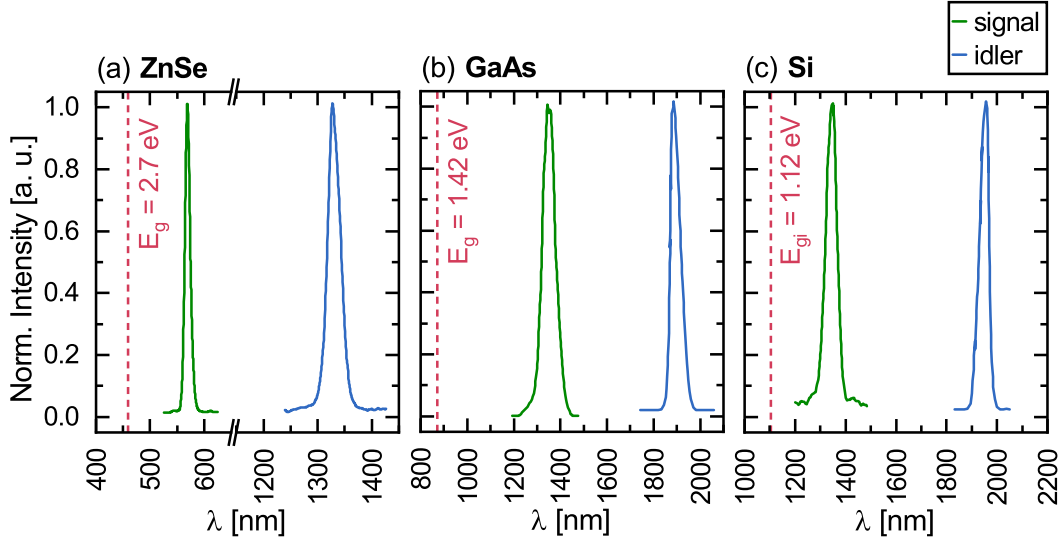 signal
idler
(a) ZnSe
(b) GaAs
(c) Si
Norm. Intensity [a. u.]
1.0
0.8
0.6
0.4
0.2
0.0
E_g = 2.7 eV
E_g = 1.42 eV
E_gi = 1.12 eV
400 500 600 1200 1300 1400
800 1000 1200 1400 1600 1800 2000
1000 1200 1400 1600 1800 2000 2200
λ [nm]
λ [nm]
λ [nm]